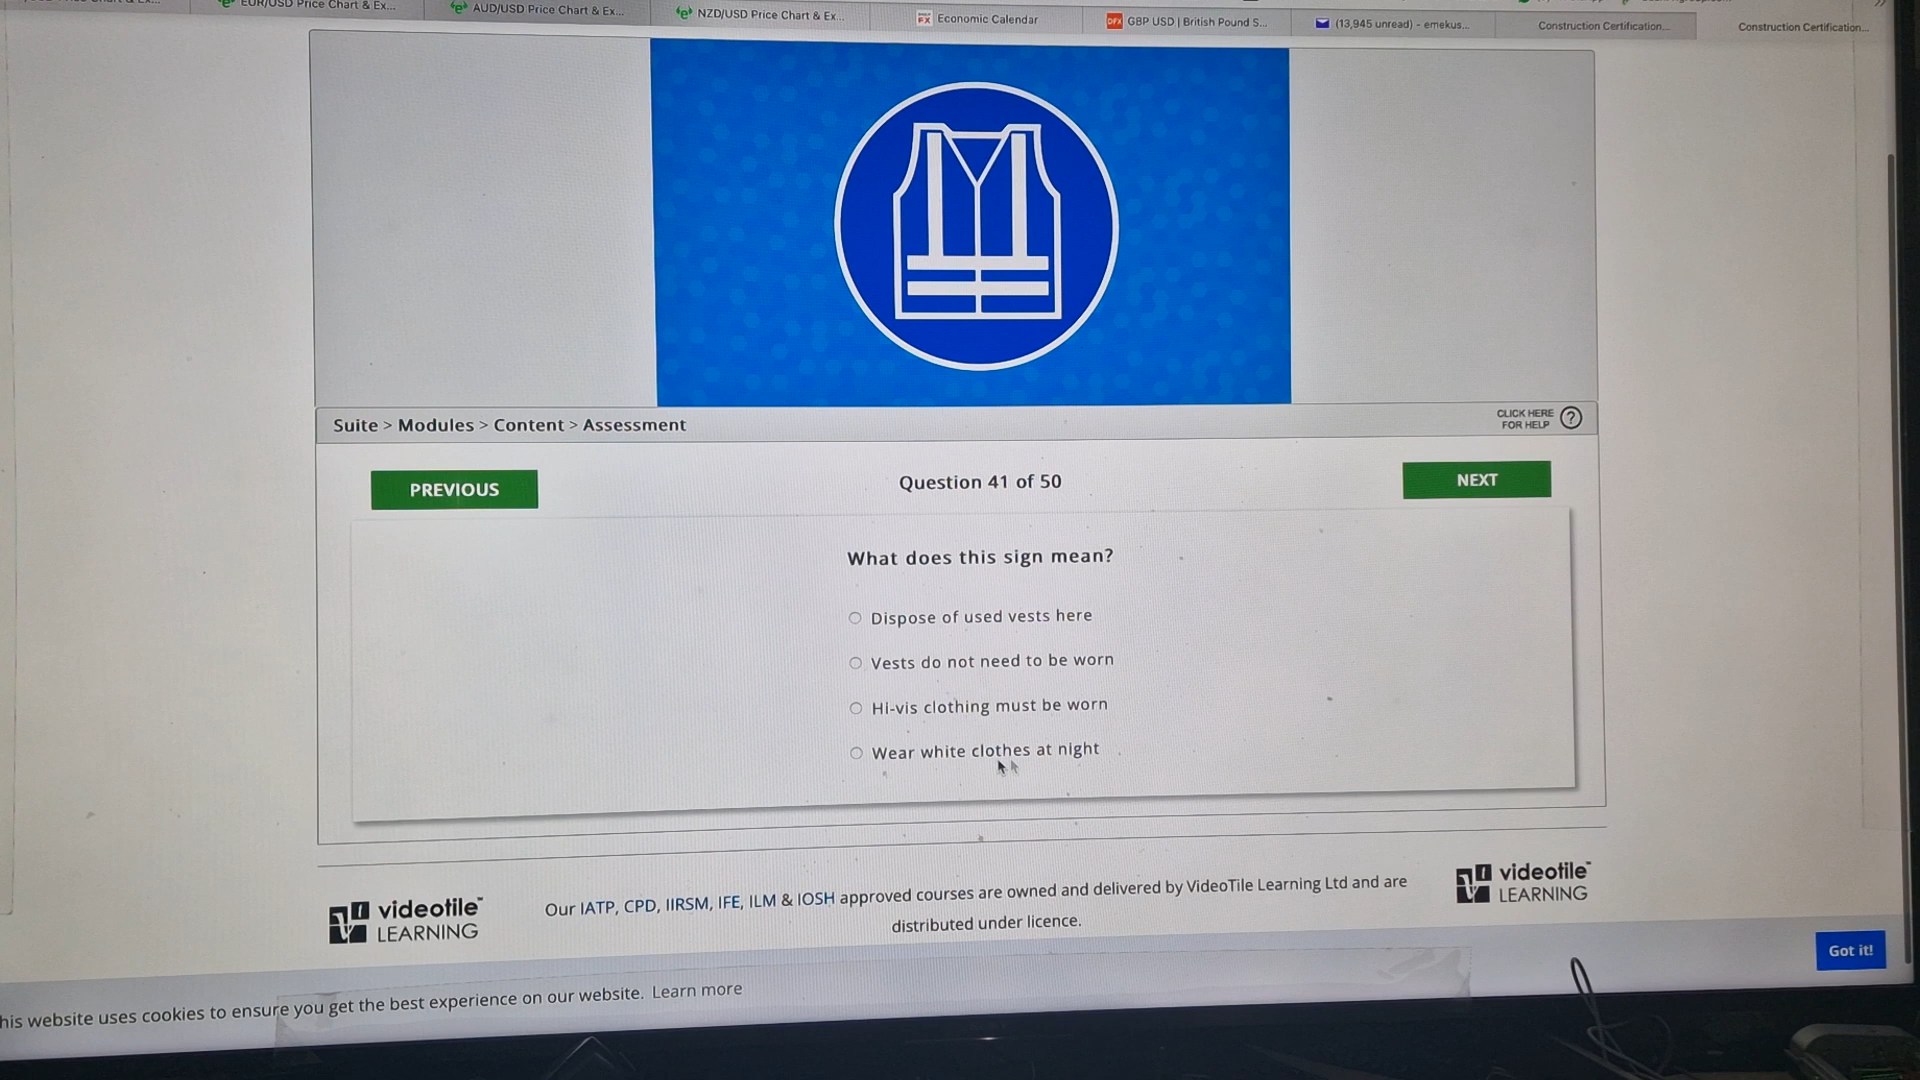 EUR/USD Price Chart & Ex...
AUD/USD Price Chart & Ex...
NZD/USD Price Chart & Ex...
FX Economic Calendar
DFX GBP USD | British Pound S...
(13,945 unread) - emekus...
Construction Certification...
Construction Certification...
Suite > Modules > Content > Assessment
CLICK HERE
FOR HELP ?
PREVIOUS
Question 41 of 50
NEXT
What does this sign mean?
Dispose of used vests here
Vests do not need to be worn
Hi-vis clothing must be worn
Wear white clothes at night
videotile™
LEARNING
Our IATP, CPD, IIRSM, IFE, ILM & IOSH approved courses are owned and delivered by VideoTile Learning Ltd and are
distributed under licence.
videotile™
LEARNING
Got it!
his website uses cookies to ensure you get the best experience on our website. Learn more